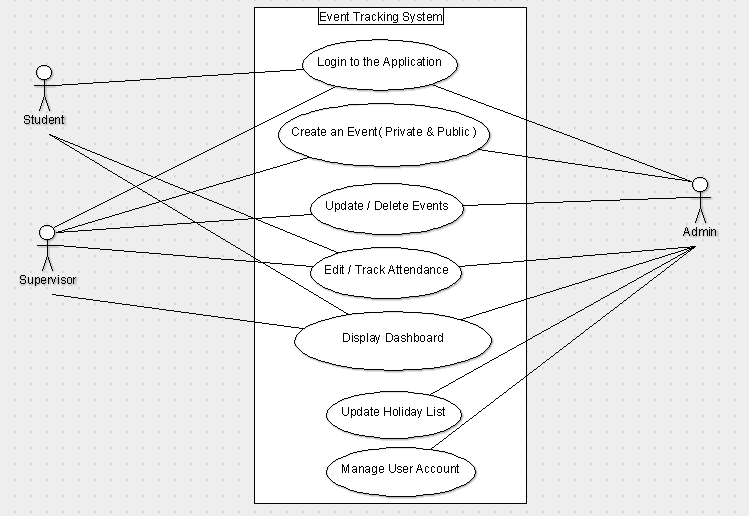 Event Tracking System
Login to the Application
Student
Create an Event( Private & Public )
Update / Delete Events
Admin
Supervisor
Edit / Track Attendance
Display Dashboard
Update Holiday List
Manage User Account